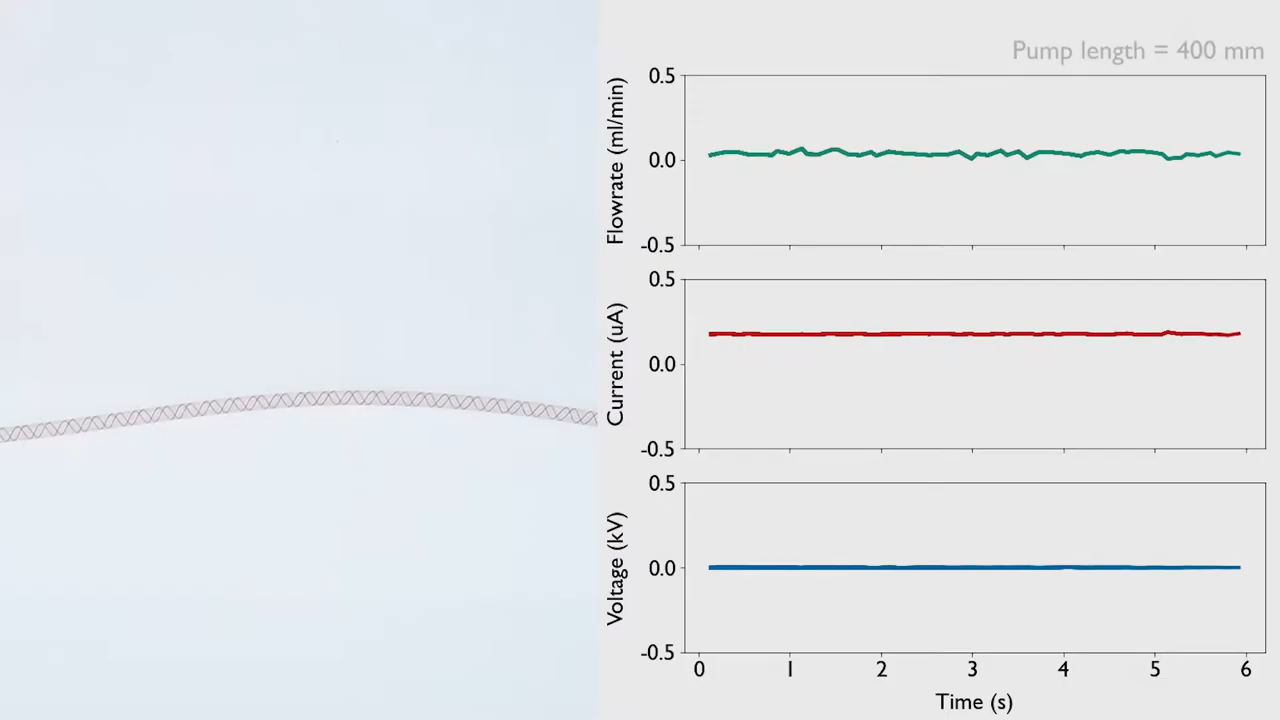 Pump length = 400 mm
Flowrate (ml/min)
0.5
0.0
-0.5
Current (uA)
0.5
0.0
-0.5
Voltage (kV)
0.5
0.0
-0.5
0 1 2 3 4 5 6
Time (s)